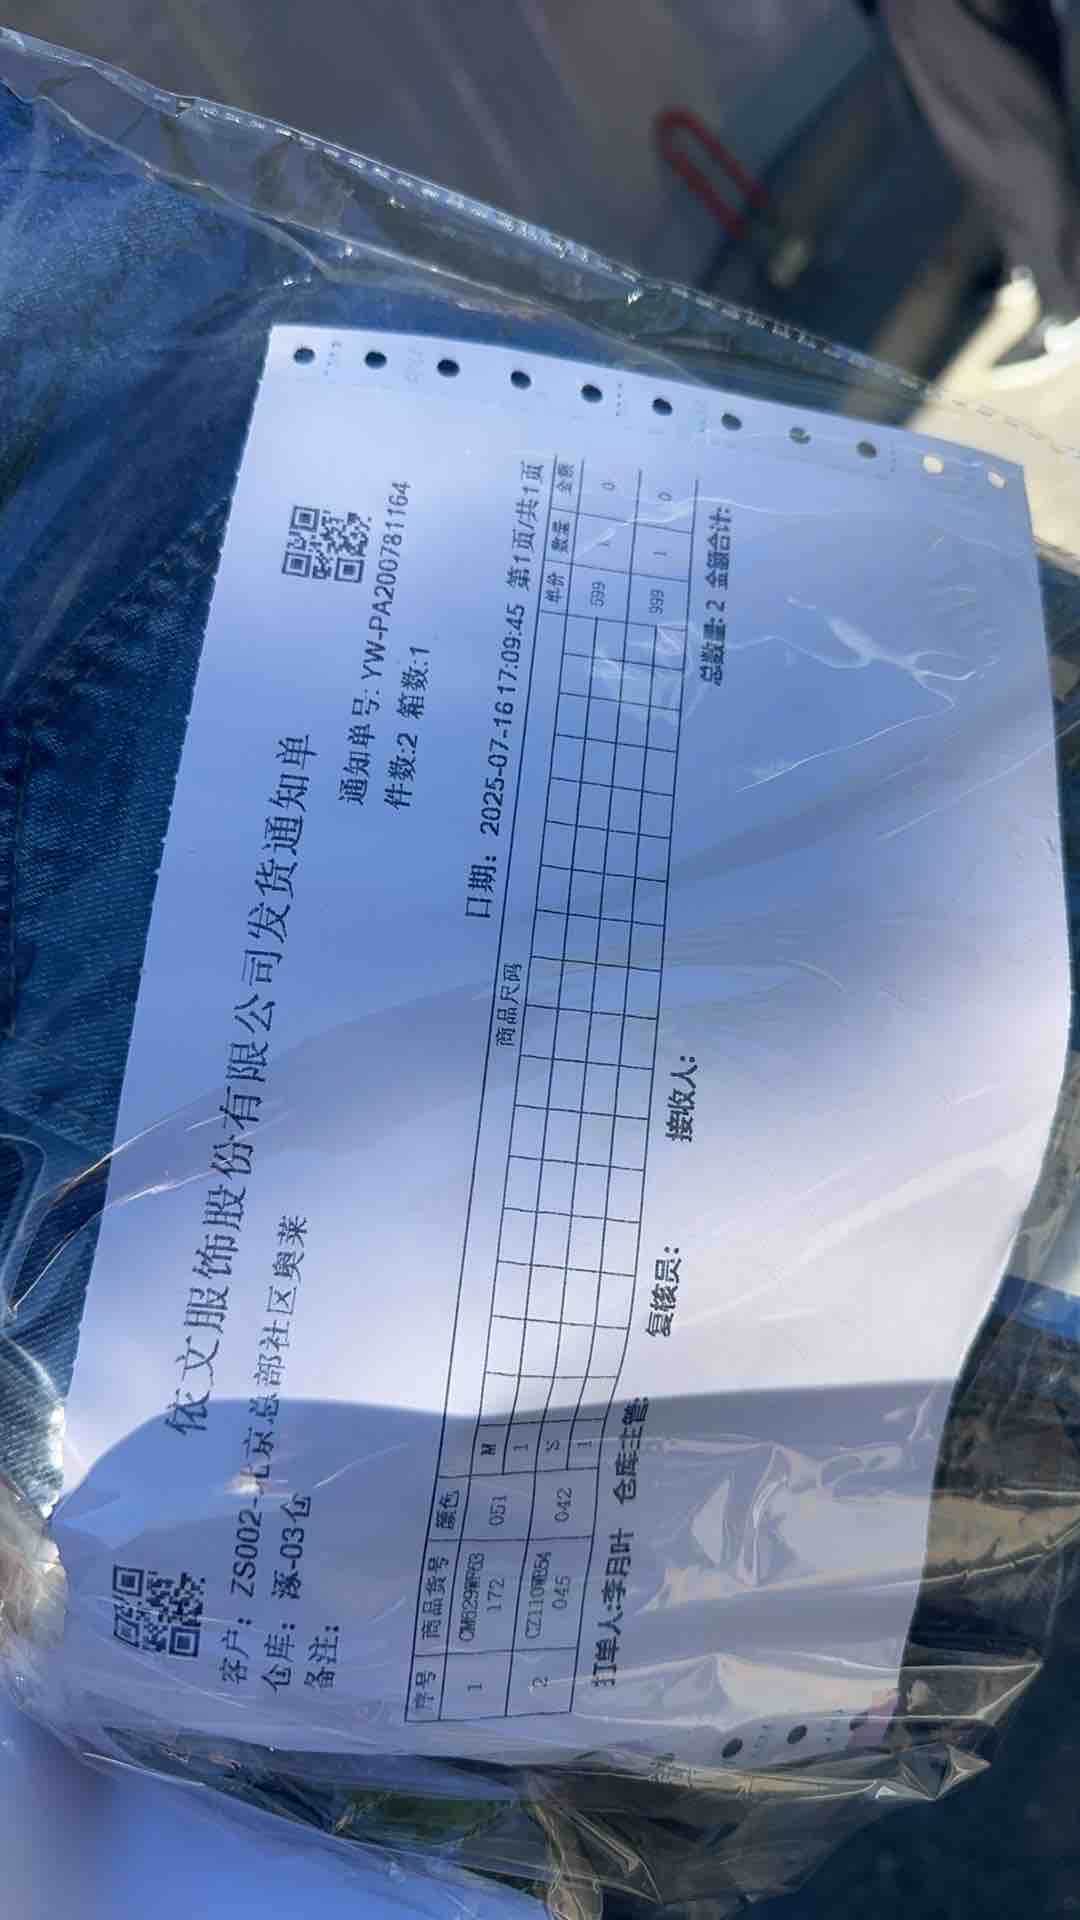 依文服饰股份有限公司发货通知单
客户：ZS002-北京总部社区奥莱
通知单号:YW-PA200781164
仓库：涿-03仓
件数:2 箱数:1
备注：
日期：2025-07-16 17:09:45 第1页/共1页
序号 商品货号 颜色 商品尺码 单价 数量 金额
M
1 172 051 1 599 1 0
S
2 045 042 1 999 1 0
总数量:2 金额合计:
打单人:李月叶 仓库主管: 复核员: 接收人: